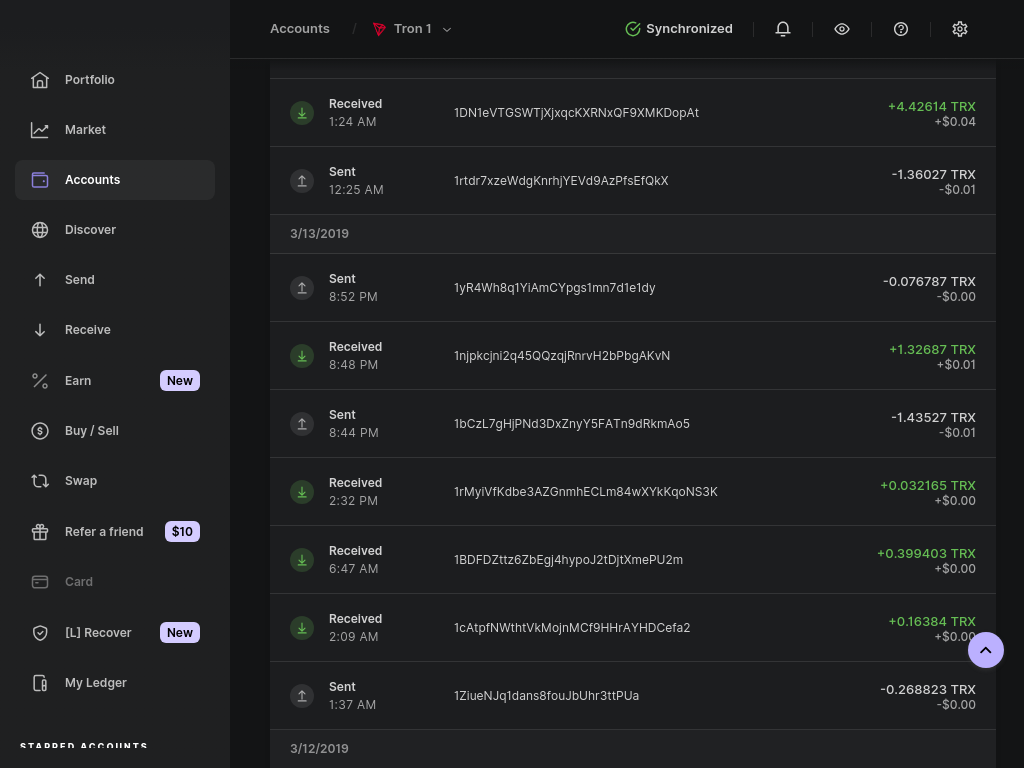 Accounts / Tron 1
Synchronized
Portfolio
Market
Accounts
Discover
Send
Receive
Earn New
Buy / Sell
Swap
Refer a friend $10
Card
[L] Recover New
My Ledger
STARRED ACCOUNTS
Received 1DN1eVTGSWTjXjxqcKXRNxQF9XMKDopAt +4.42614 TRX
1:24 AM +$0.04
Sent 1rtdr7xzeWdgKnrhjYEVd9AzPfsEfQkX -1.36027 TRX
12:25 AM -$0.01
3/13/2019
Sent 1yR4Wh8q1YiAmCYpgs1mn7d1e1dy -0.076787 TRX
8:52 PM -$0.00
Received 1njpkcjni2q45QQzqjRnrvH2bPbgAKvN +1.32687 TRX
8:48 PM +$0.01
Sent 1bCzL7gHjPNd3DxZnyY5FATn9dRkmAo5 -1.43527 TRX
8:44 PM -$0.01
Received 1rMyiVfKdbe3AZGnmhECLm84wXYkKqoNS3K +0.032165 TRX
2:32 PM +$0.00
Received 1BDFDZttz6ZbEgj4hypoJ2tDjtXmePU2m +0.399403 TRX
6:47 AM +$0.00
Received 1cAtpfNWthtVkMojnMCf9HHrAYHDCefa2 +0.16384 TRX
2:09 AM +$0.00
Sent 1ZiueNJq1dans8fouJbUhr3ttPUa -0.268823 TRX
1:37 AM -$0.00
3/12/2019